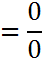 = 0/0